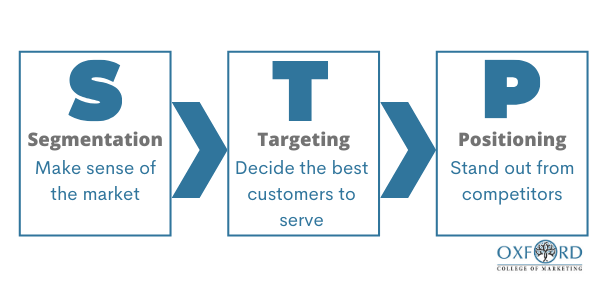 S
Segmentation
Make sense of
the market
T
Targeting
Decide the best
customers to
serve
P
Positioning
Stand out from
competitors
OXFORD
COLLEGE OF MARKETING